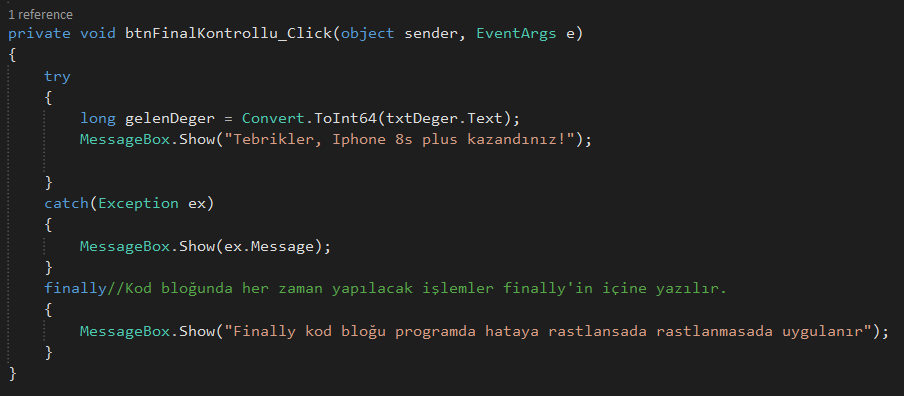 1 reference
private void btnFinalKontrollu_Click(object sender, EventArgs e)
{
try
{
long gelenDeger = Convert.ToInt64(txtDeger.Text);
MessageBox.Show("Tebrikler, Iphone 8s plus kazandınız!");
}
catch(Exception ex)
{
MessageBox.Show(ex.Message);
}
finally//Kod bloğunda her zaman yapılacak işlemler finally'in içine yazılır.
{
MessageBox.Show("Finally kod bloğu programda hataya rastlansada rastlanmasada uygulanır");
}
}